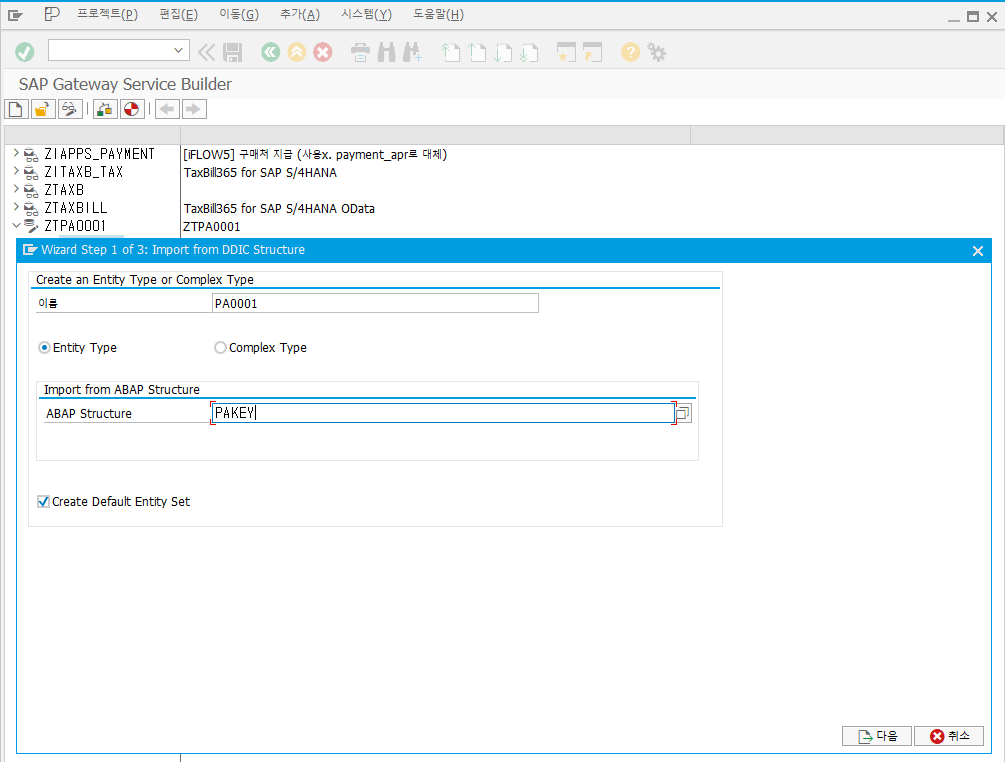 프로젝트(P) 편집(E) 이동(G) 추가(A) 시스템(Y) 도움말(H)
SAP Gateway Service Builder
ZIAPPS_PAYMENT [iFLOW5] 구매처 지급 (사용x. payment_apr로 대체)
ZITAXB_TAX TaxBill365 for SAP S/4HANA
ZTAXB
ZTAXBILL TaxBill365 for SAP S/4HANA OData
ZTPA0001 ZTPA0001
Wizard Step 1 of 3: Import from DDIC Structure
Create an Entity Type or Complex Type
이름 PA0001
Entity Type Complex Type
Import from ABAP Structure
ABAP Structure PAKEY
Create Default Entity Set
다음 취소